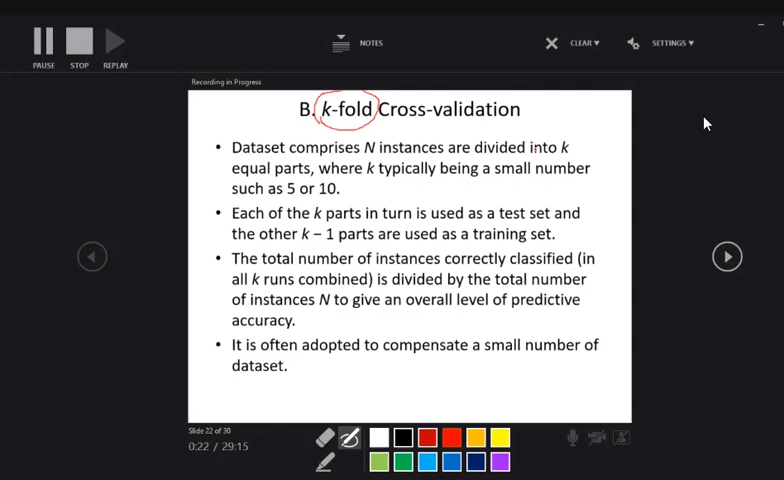 PAUSE STOP REPLAY NOTES CLEAR ▼ SETTINGS ▼
Recording in Progress
B. k-fold Cross-validation
• Dataset comprises N instances are divided into k
equal parts, where k typically being a small number
such as 5 or 10.
• Each of the k parts in turn is used as a test set and
the other k – 1 parts are used as a training set.
• The total number of instances correctly classified (in
all k runs combined) is divided by the total number
of instances N to give an overall level of predictive
accuracy.
• It is often adopted to compensate a small number of
dataset.
Slide 22 of 30
0:22 / 29:15